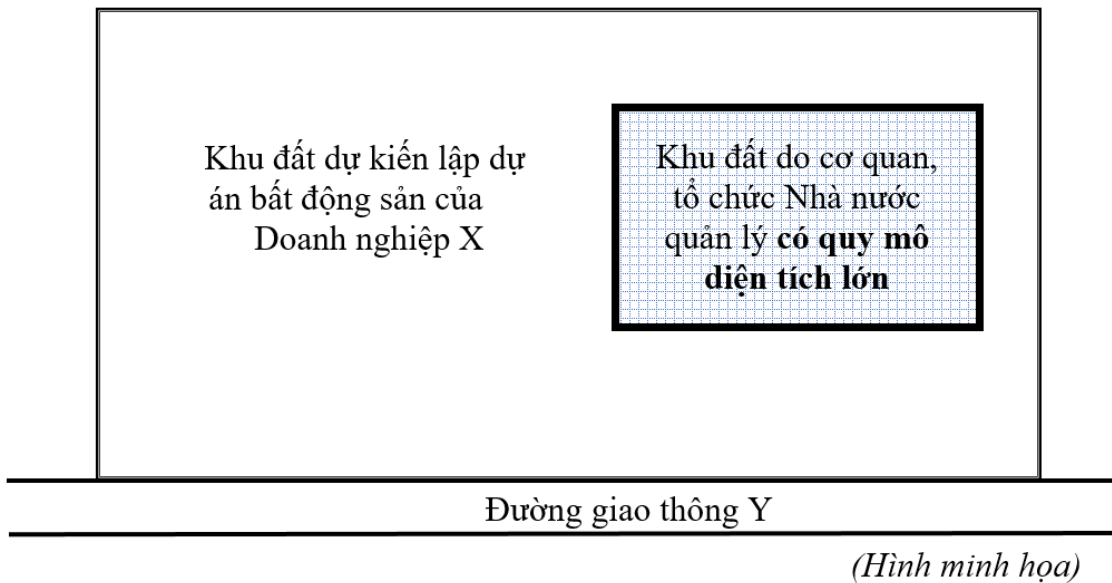 Khu đất dự kiến lập dự
án bất động sản của
Doanh nghiệp X
Khu đất do cơ quan,
tổ chức Nhà nước
quản lý có quy mô
diện tích lớn
Đường giao thông Y
(Hình minh họa)